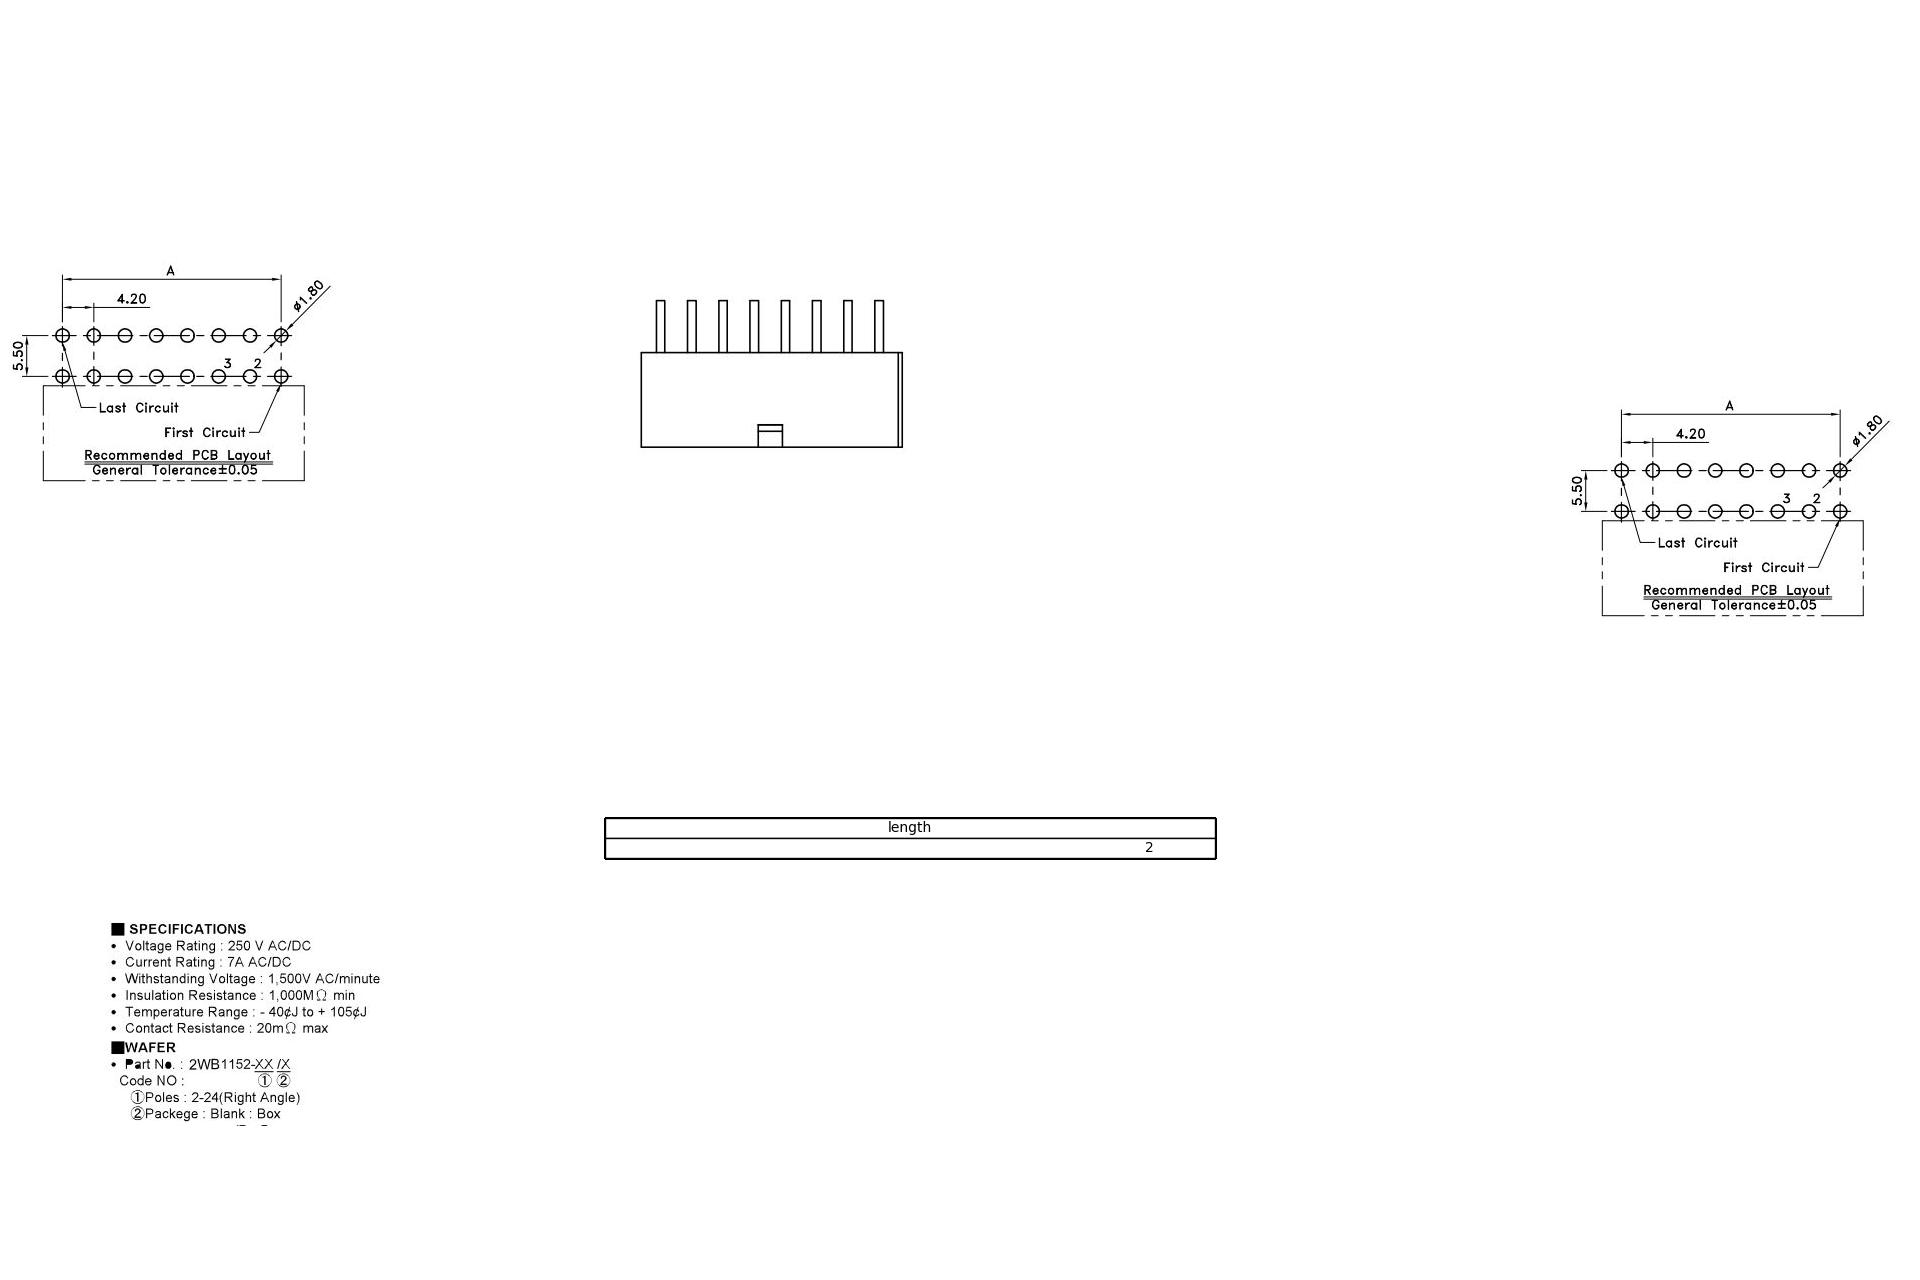 A
4.20
ø1.80
5.50
3 2
Last Circuit
First Circuit
Recommended PCB Layout
General Tolerance±0.05
A
4.20
ø1.80
5.50
3 2
Last Circuit
First Circuit
Recommended PCB Layout
General Tolerance±0.05
length
2
■ SPECIFICATIONS
• Voltage Rating : 250 V AC/DC
• Current Rating : 7A AC/DC
• Withstanding Voltage : 1,500V AC/minute
• Insulation Resistance : 1,000MΩ min
• Temperature Range : - 40¢J to + 105¢J
• Contact Resistance : 20mΩ max
■WAFER
• Part No. : 2WB1152-XX /X
Code NO : ① ②
①Poles : 2-24(Right Angle)
②Packege : Blank : Box